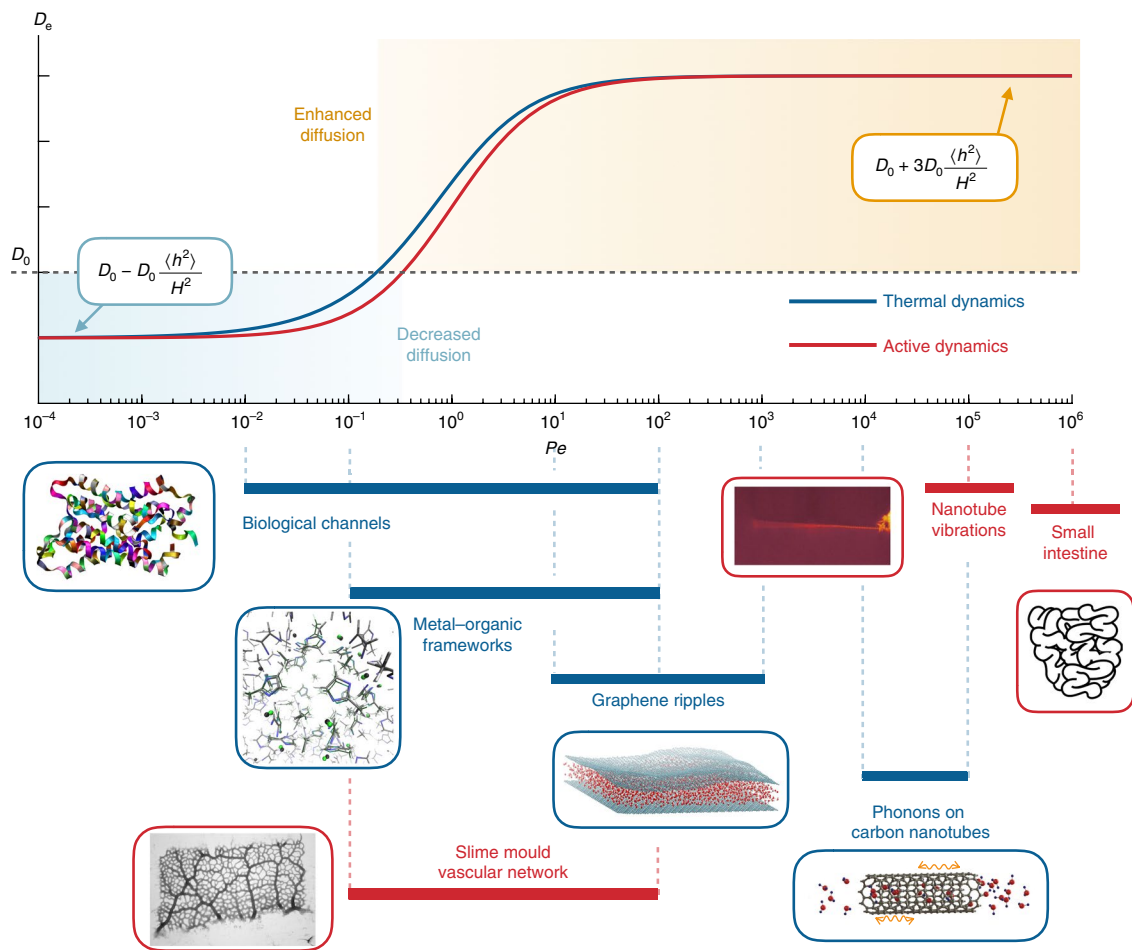 Dₑ
Enhanced
diffusion
D₀ + 3D₀ ⟨h²⟩/H²
D₀
D₀ – D₀ ⟨h²⟩/H²
Thermal dynamics
Decreased
diffusion
Active dynamics
10⁻⁴ 10⁻³ 10⁻² 10⁻¹ 10⁰ 10¹ 10² 10³ 10⁴ 10⁵ 10⁶
Pe
Biological channels
Nanotube
vibrations
Small
intestine
Metal–organic
frameworks
Graphene ripples
Phonons on
carbon nanotubes
Slime mould
vascular network